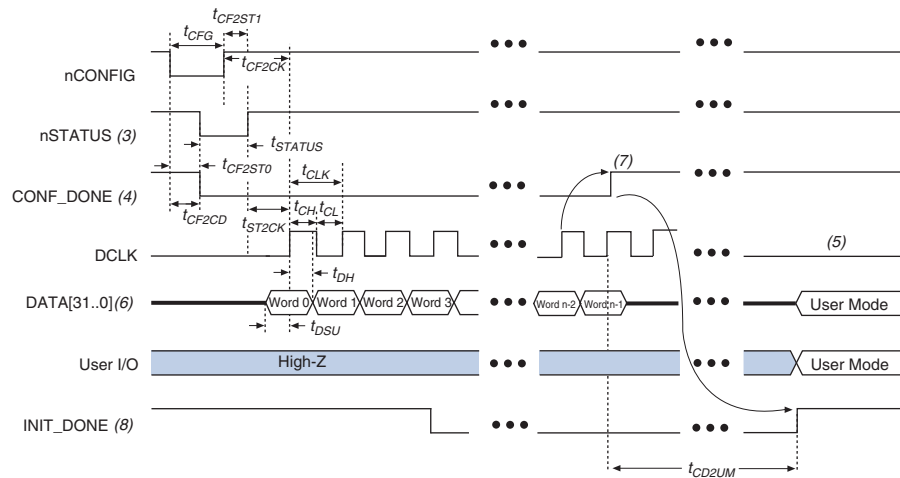 tCF2ST1
tCFG
tCF2CK
nCONFIG
nSTATUS (3)
tSTATUS
tCF2ST0
tCLK
(7)
CONF_DONE (4)
tCF2CD
tST2CK
tCH
tCL
(5)
DCLK
tDH
DATA[31..0](6)
Word 0
Word 1
Word 2
Word 3
Word n-2
Word n-1
User Mode
tDSU
User I/O
High-Z
User Mode
INIT_DONE (8)
tCD2UM